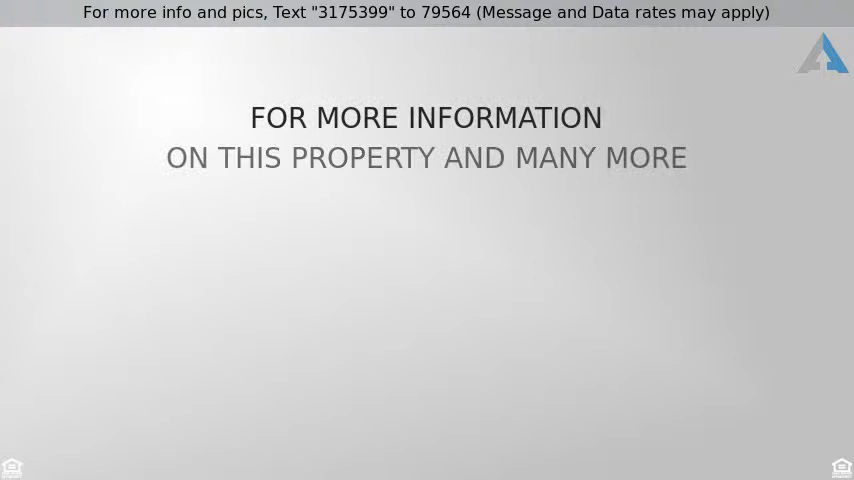 For more info and pics, Text "3175399" to 79564 (Message and Data rates may apply)
FOR MORE INFORMATION
ON THIS PROPERTY AND MANY MORE